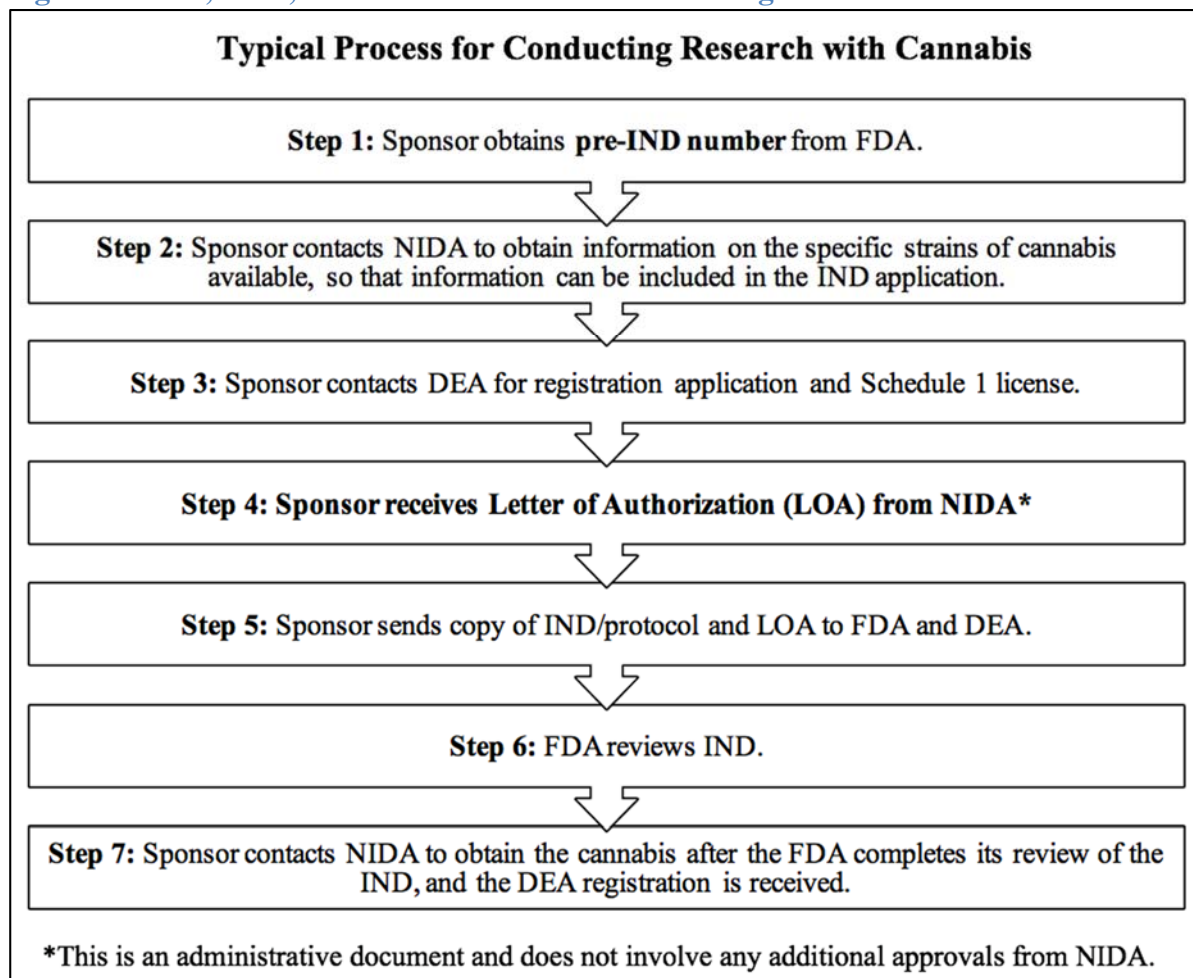 Typical Process for Conducting Research with Cannabis
Step 1: Sponsor obtains pre-IND number from FDA.
Step 2: Sponsor contacts NIDA to obtain information on the specific strains of cannabis
available, so that information can be included in the IND application.
Step 3: Sponsor contacts DEA for registration application and Schedule 1 license.
Step 4: Sponsor receives Letter of Authorization (LOA) from NIDA*
Step 5: Sponsor sends copy of IND/protocol and LOA to FDA and DEA.
Step 6: FDA reviews IND.
Step 7: Sponsor contacts NIDA to obtain the cannabis after the FDA completes its review of the
IND, and the DEA registration is received.
*This is an administrative document and does not involve any additional approvals from NIDA.